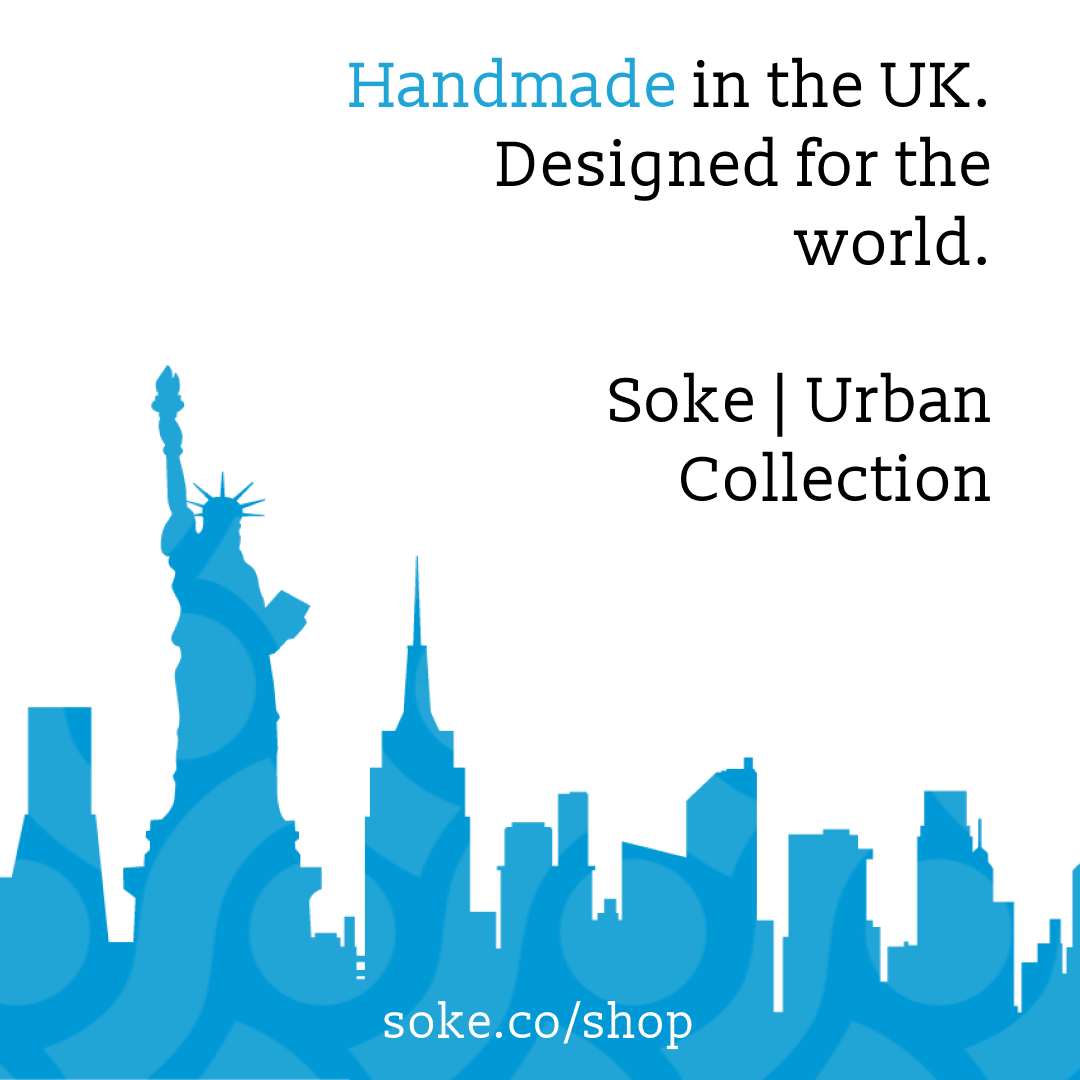 Handmade in the UK.
Designed for the
world.
Soke | Urban
Collection
soke.co/shop